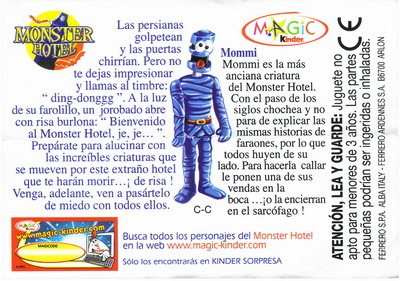 MONSTER
HOTEL
Las persianas
golpetean
y las puertas
chirrían. Pero no
te dejas impresionar
y llamas al timbre:
“ ding-donggg ”. A la luz
de su farolillo, un jorobado abre
con risa burlona: “ Bienvenido
al Monster Hotel, je, je... ”.
Prepárate para alucinar con
las increíbles criaturas que
se mueven por este extraño hotel
que te harán morir...¡ de risa !
Venga, adelante, ven a pasártelo
de miedo con todos ellos.
C-C
MAGIC
Kinder
Mommi
Mommi es la más
anciana criatura
del Monster Hotel.
Con el paso de los
siglos chochea y no
para de explicar las
mismas historias de
faraones, por lo que
todos huyen de su
lado. Para hacerla callar
le ponen una de sus
vendas en la
boca ...¡o la encierran
en el sarcófago !
MAGIC
www.magic-kinder.com
MAGICODE
Busca todos los personajes del Monster Hotel
en la web www.magic-kinder.com
Sólo los encontrarás en KINDER SORPRESA
CE
ATENCIÓN, LEA Y GUARDE: Juguete no
apto para menores de 3 años. Las partes
pequeñas podrían ser ingeridas o inhaladas.
FERRERO S.P.A. ALBA ITALY - FERRERO ARDENNES S.A. B6700 ARLON